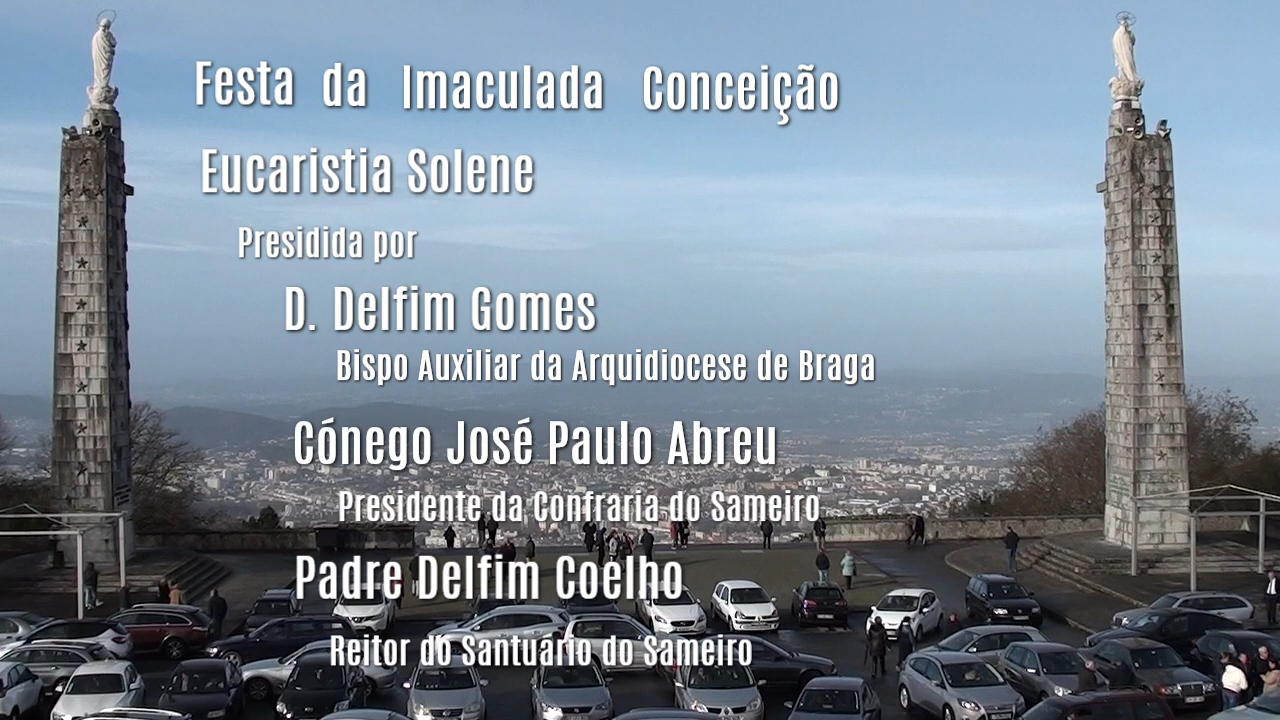 Festa da Imaculada Conceição
Eucaristia Solene
Presidida por
D. Delfim Gomes
Bispo Auxiliar da Arquidiocese de Braga
Cónego José Paulo Abreu
Presidente da Confraria do Sameiro
Padre Delfim Coelho
Reitor do Santuário do Sameiro